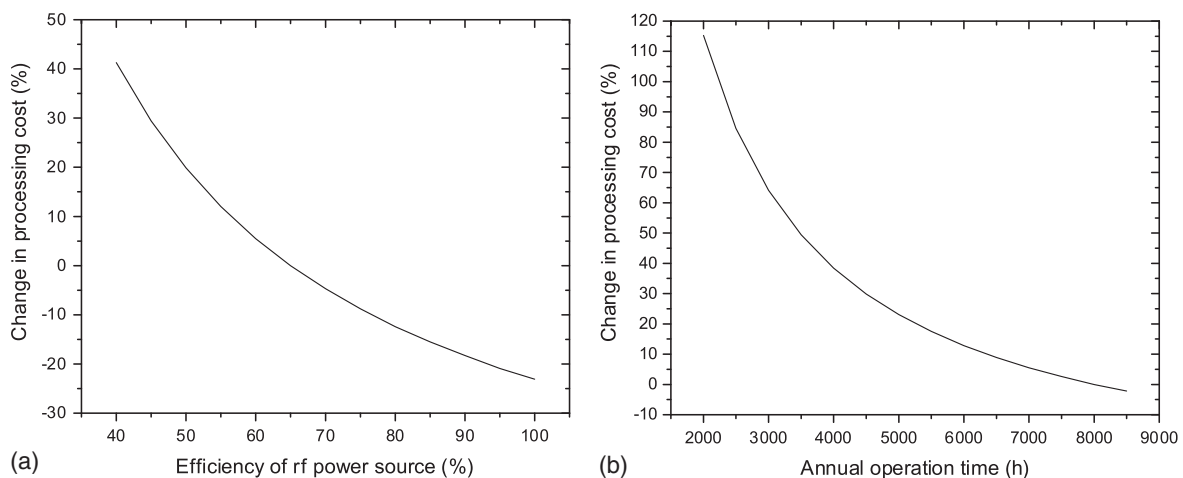 Change in processing cost (%)
50
40
30
20
10
0
-10
-20
-30
40 50 60 70 80 90 100
Efficiency of rf power source (%)
(a)
Change in processing cost (%)
120
110
100
90
80
70
60
50
40
30
20
10
0
-10
2000 3000 4000 5000 6000 7000 8000 9000
Annual operation time (h)
(b)